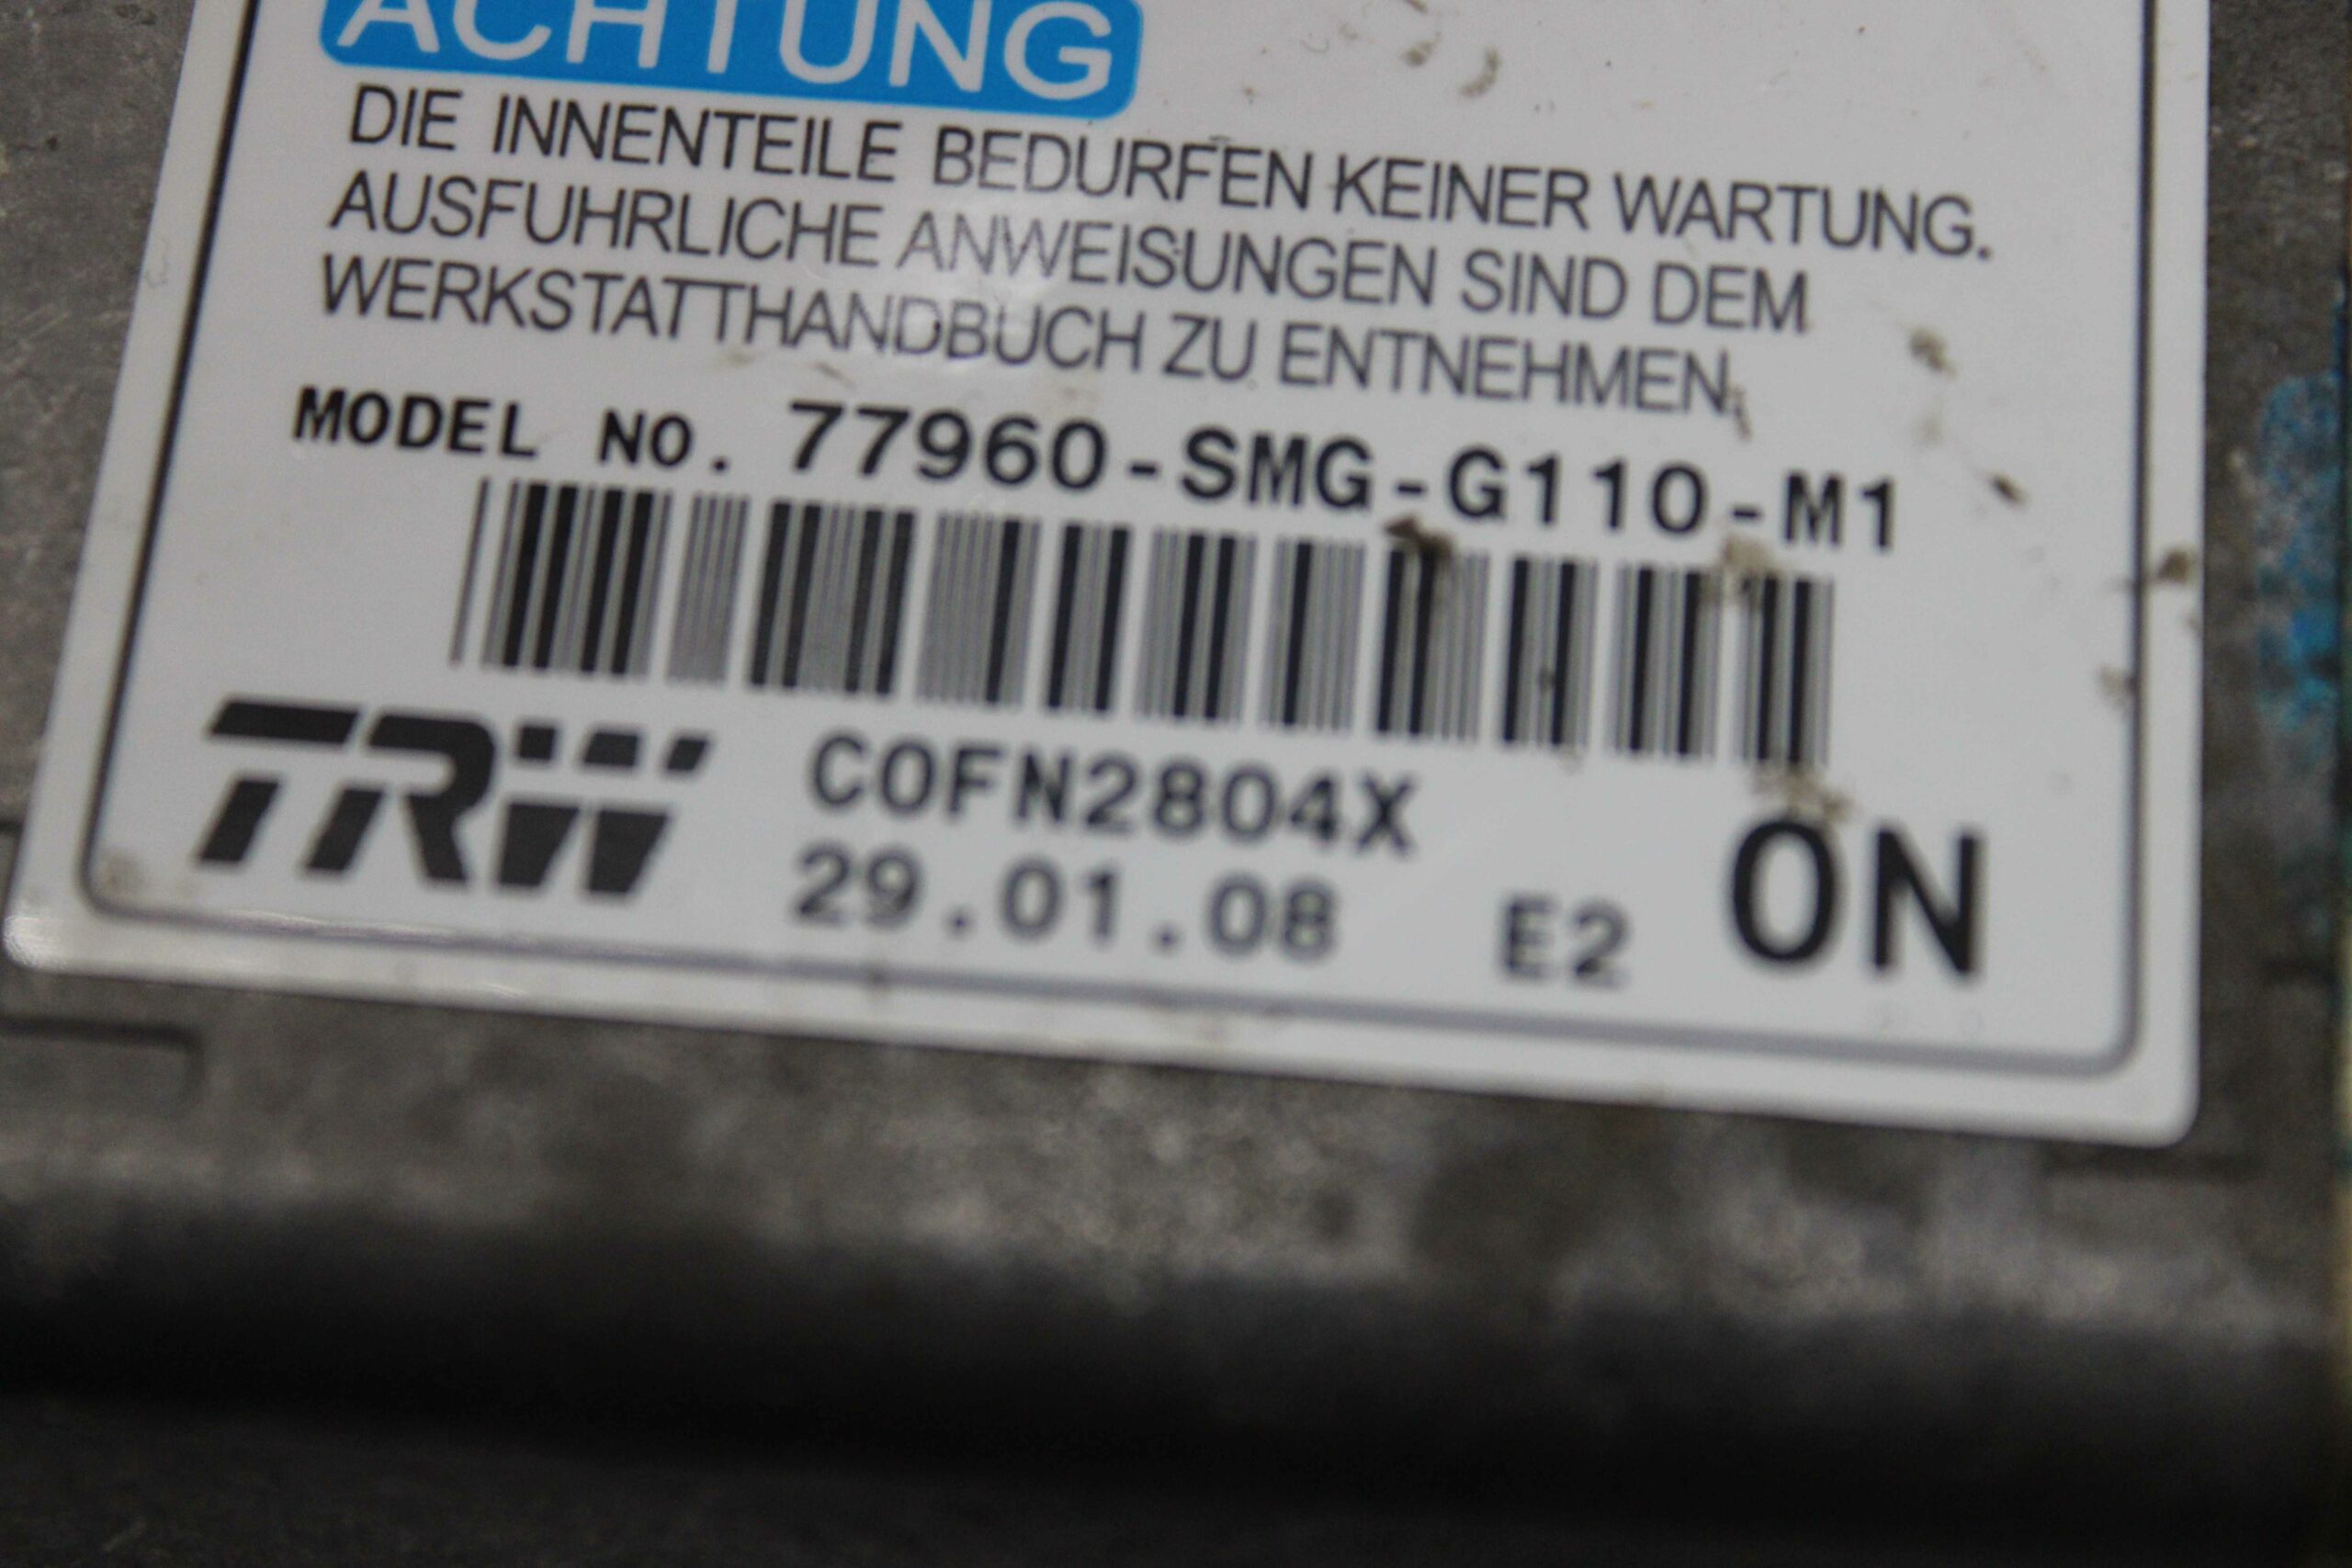 ACHTUNG
DIE INNENTEILE BEDURFEN KEINER WARTUNG.
AUSFUHRLICHE ANWEISUNGEN SIND DEM
WERKSTATTHANDBUCH ZU ENTNEHMEN.
MODEL NO. 77960-SMG-G110-M1
TRW C0FN2804X
29.01.08 E2 0N